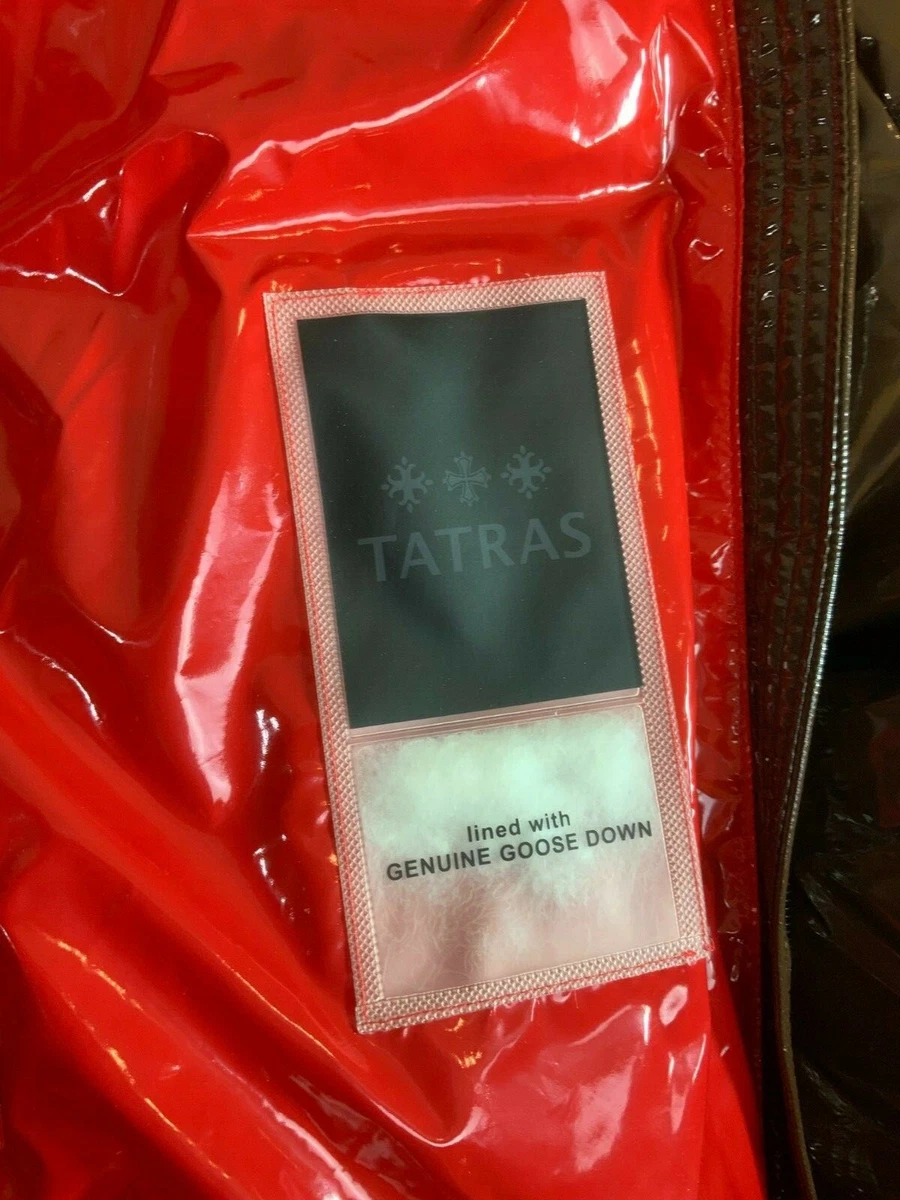 TATRAS
lined with
GENUINE GOOSE DOWN